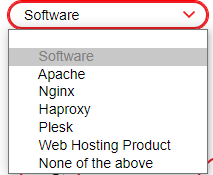 Software
Software
Apache
Nginx
Haproxy
Plesk
Web Hosting Product
None of the above